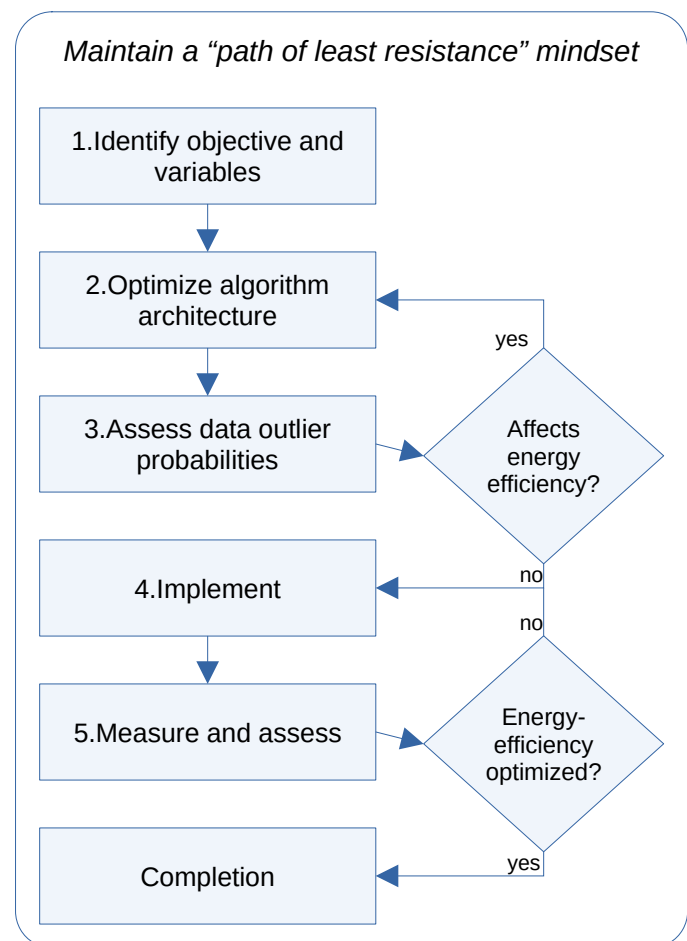 Maintain a “path of least resistance” mindset
1.Identify objective and
variables
2.Optimize algorithm
architecture
yes
3.Assess data outlier
probabilities
Affects
energy
efficiency?
no
4.Implement
no
5.Measure and assess
Energy-
efficiency
optimized?
yes
Completion